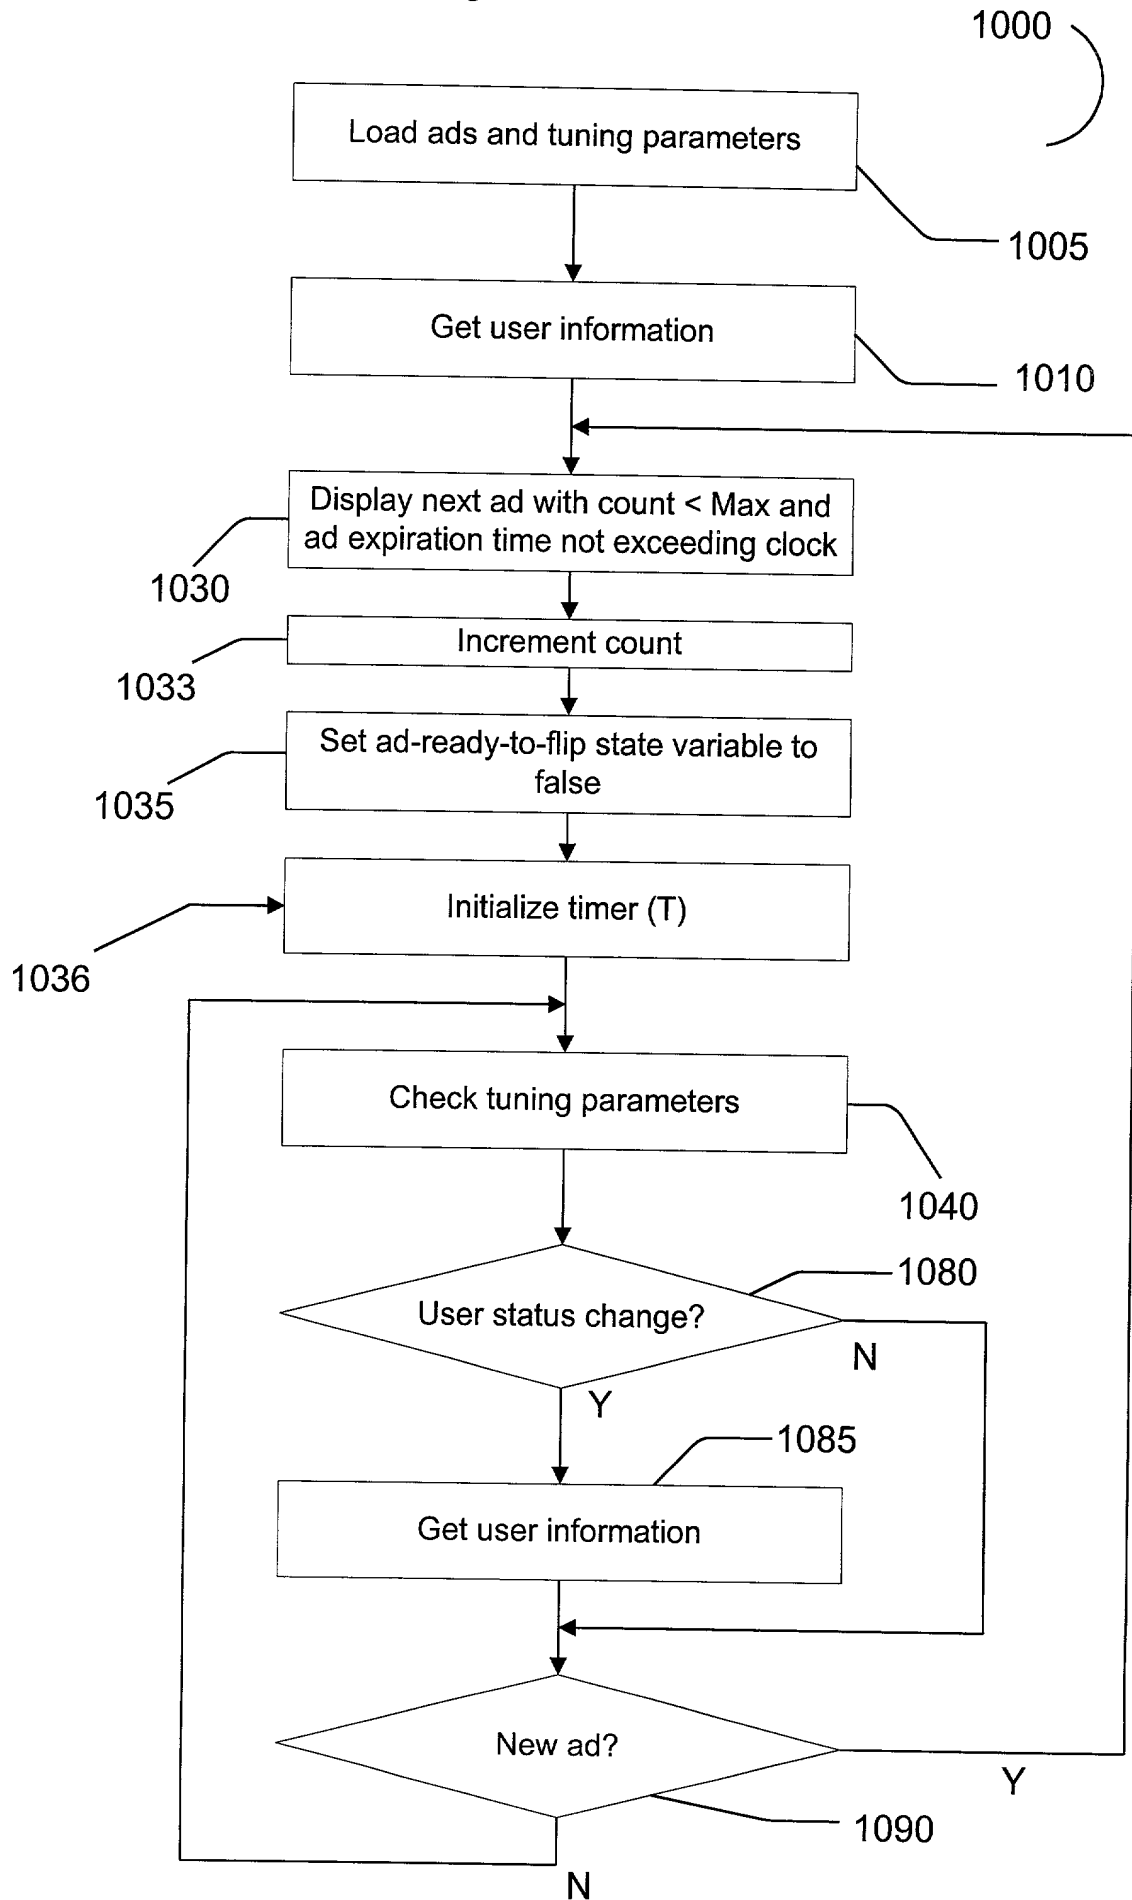 1000
Load ads and tuning parameters
1005
Get user information
1010
Display next ad with count < Max and
ad expiration time not exceeding clock
1030
Increment count
1033
Set ad-ready-to-flip state variable to
false
1035
Initialize timer (T)
1036
Check tuning parameters
1040
1080
User status change?
N
Y
1085
Get user information
New ad?
Y
1090
N